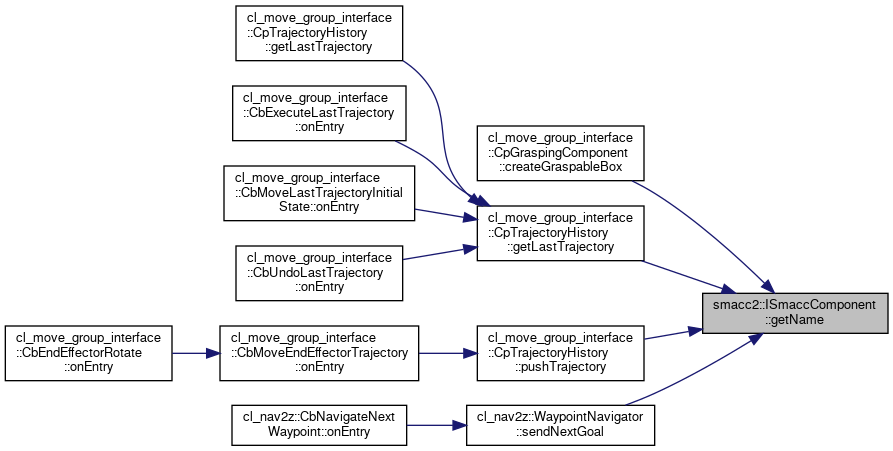 cl_move_group_interface
::CpTrajectoryHistory
::getLastTrajectory
cl_move_group_interface
::CbExecuteLastTrajectory
::onEntry
cl_move_group_interface
::CbMoveLastTrajectoryInitial
State::onEntry
cl_move_group_interface
::CbUndoLastTrajectory
::onEntry
cl_move_group_interface
::CpGraspingComponent
::createGraspableBox
cl_move_group_interface
::CpTrajectoryHistory
::getLastTrajectory
smacc2::ISmaccComponent
::getName
cl_move_group_interface
::CbEndEffectorRotate
::onEntry
cl_move_group_interface
::CbMoveEndEffectorTrajectory
::onEntry
cl_move_group_interface
::CpTrajectoryHistory
::pushTrajectory
cl_nav2z::CbNavigateNext
Waypoint::onEntry
cl_nav2z::WaypointNavigator
::sendNextGoal